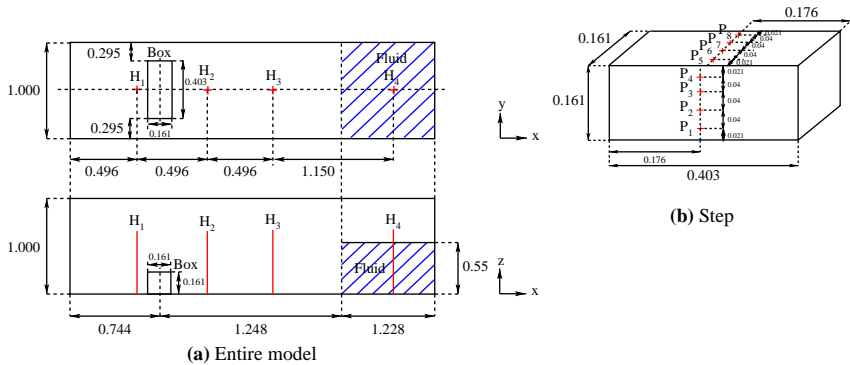 0.295
Box
H1
H2
H3
Fluid
H4
0.403
1.000
0.161
0.295
y
x
0.496
0.496
0.496
1.150
H1
H2
H3
H4
1.000
0.161
Box
0.161
Fluid
0.55
z
x
0.744
1.248
1.228
(a) Entire model
0.176
0.161
P8
P7
P6
P5
0.021
0.04
0.04
0.04
0.021
0.161
P4
P3
P2
P1
0.021
0.04
0.04
0.04
0.021
0.176
0.403
(b) Step